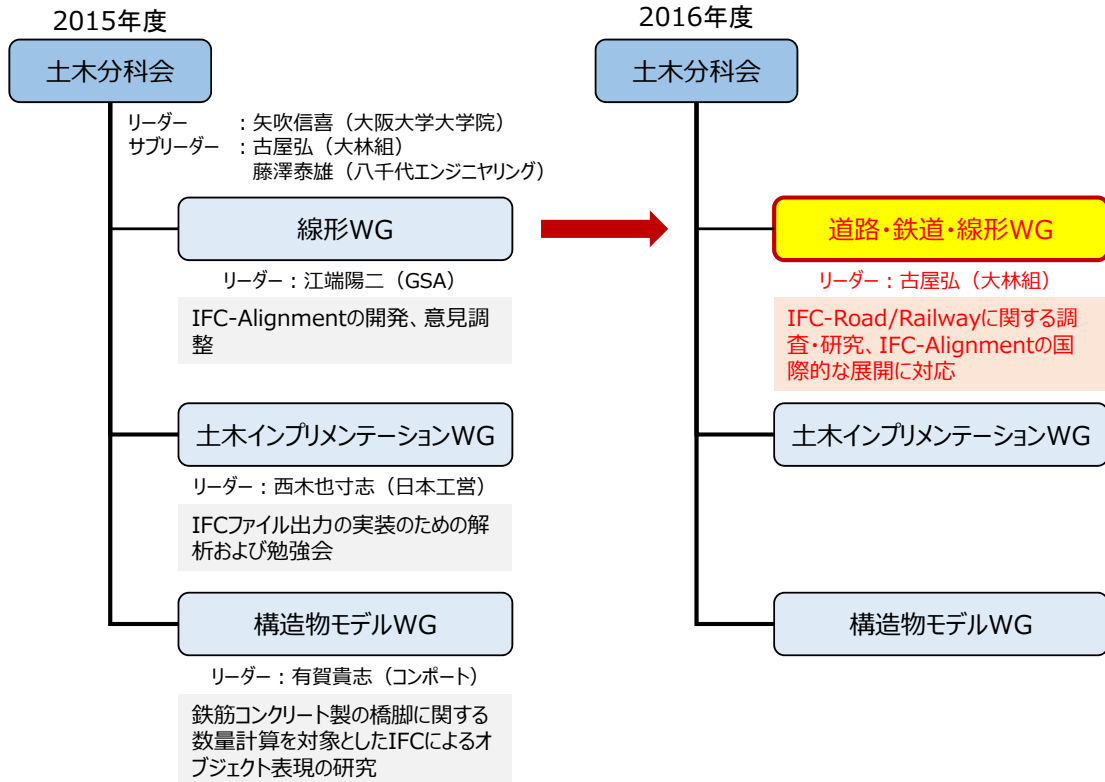 2015年度
土木分科会
リーダー　　　：矢吹信喜（大阪大学大学院）
サブリーダー　：古屋弘（大林組）
藤澤泰雄（八千代エンジニヤリング）
線形WG
リーダー：江端陽二（GSA）
IFC-Alignmentの開発、意見調
整
土木インプリメンテーションWG
リーダー：西木也寸志（日本工営）
IFCファイル出力の実装のための解
析および勉強会
構造物モデルWG
リーダー：有賀貴志（コンポート）
鉄筋コンクリート製の橋脚に関する
数量計算を対象としたIFCによるオ
ブジェクト表現の研究
2016年度
土木分科会
道路・鉄道・線形WG
リーダー：古屋弘（大林組）
IFC-Road/Railwayに関する調
査・研究、IFC-Alignmentの国
際的な展開に対応
土木インプリメンテーションWG
構造物モデルWG